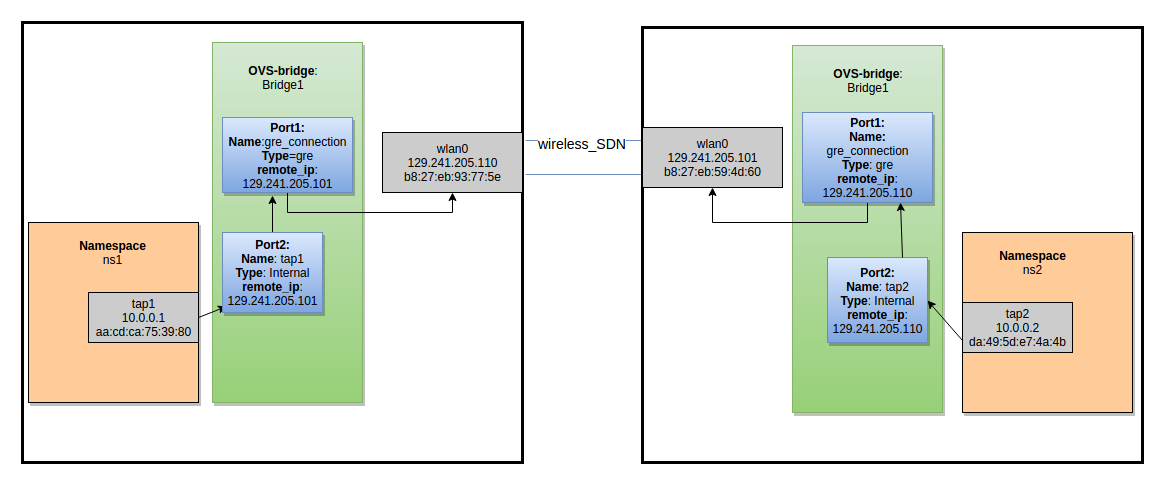 OVS-bridge:
Bridge1
Port1:
Name:gre_connection
Type=gre
remote_ip:
129.241.205.101
wlan0
129.241.205.110
b8:27:eb:93:77:5e
Port2:
Name: tap1
Type: Internal
remote_ip:
129.241.205.101
Namespace
ns1
tap1
10.0.0.1
aa:cd:ca:75:39:80
wireless_SDN
OVS-bridge:
Bridge1
Port1:
Name:
gre_connection
Type: gre
remote_ip:
129.241.205.110
wlan0
129.241.205.101
b8:27:eb:59:4d:60
Port2:
Name: tap2
Type: Internal
remote_ip:
129.241.205.110
Namespace
ns2
tap2
10.0.0.2
da:49:5d:e7:4a:4b